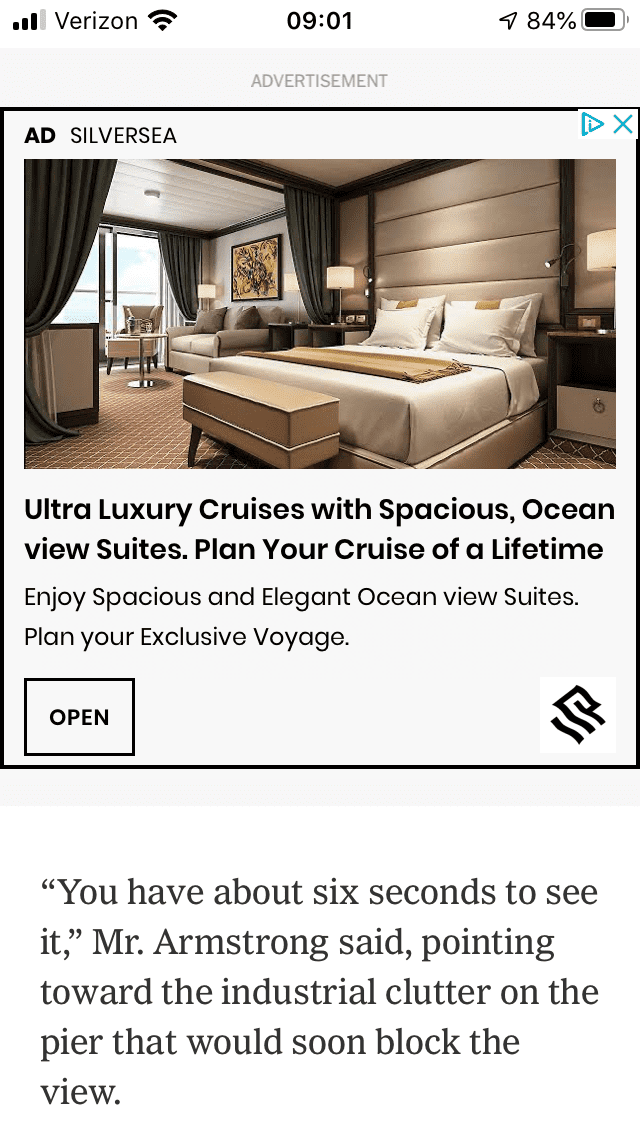 Verizon 09:01 84%
ADVERTISEMENT
AD SILVERSEA
Ultra Luxury Cruises with Spacious, Ocean
view Suites. Plan Your Cruise of a Lifetime
Enjoy Spacious and Elegant Ocean view Suites.
Plan your Exclusive Voyage.
OPEN
“You have about six seconds to see
it,” Mr. Armstrong said, pointing
toward the industrial clutter on the
pier that would soon block the
view.